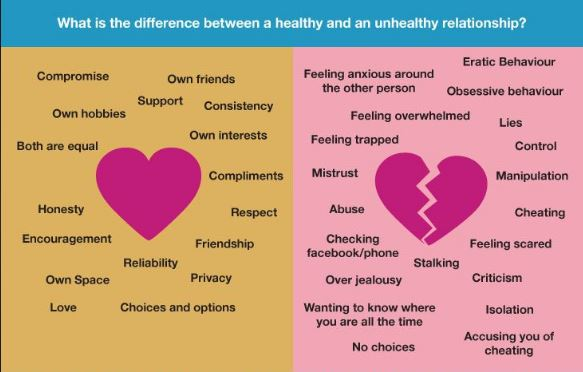 What is the difference between a healthy and an unhealthy relationship?
Compromise
Own friends
Support
Consistency
Own hobbies
Own interests
Both are equal
Compliments
Honesty
Respect
Encouragement
Friendship
Reliability
Own Space
Privacy
Love
Choices and options
Eratic Behaviour
Feeling anxious around
the other person
Obsessive behaviour
Feeling overwhelmed
Lies
Feeling trapped
Control
Mistrust
Manipulation
Abuse
Cheating
Checking
facebook/phone
Feeling scared
Stalking
Over jealousy
Criticism
Wanting to know where
you are all the time
Isolation
No choices
Accusing you of
cheating